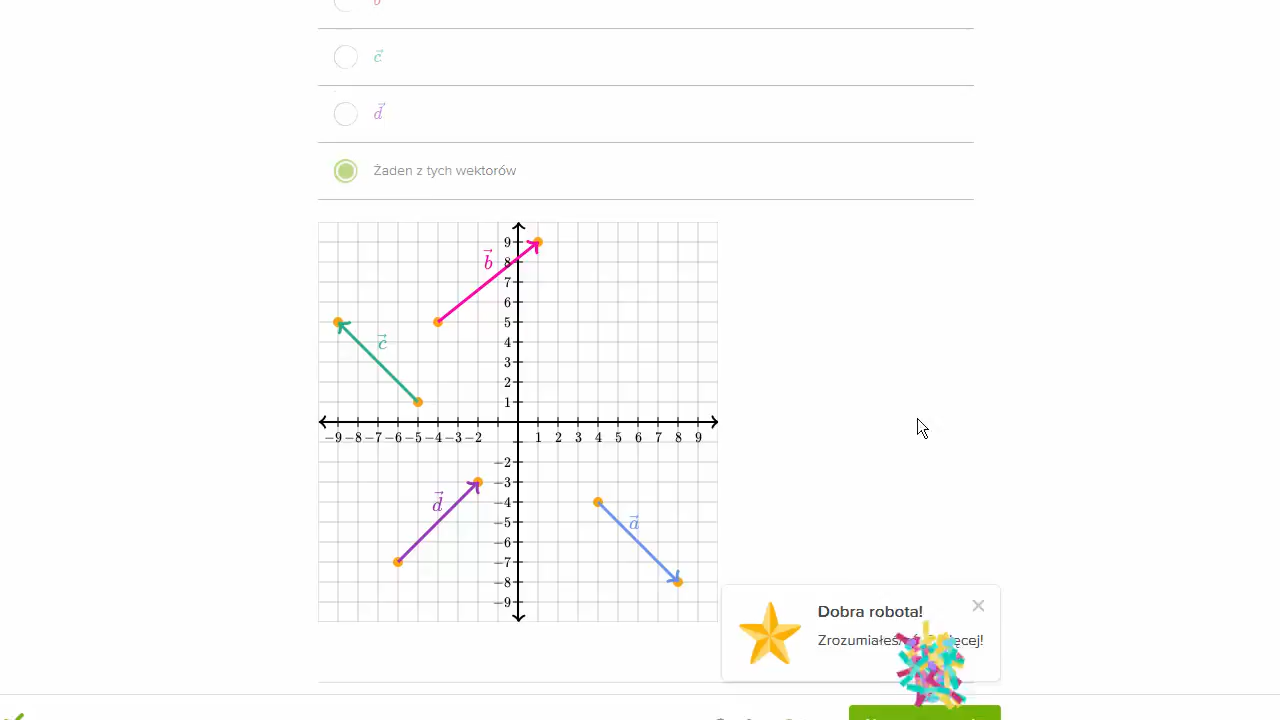 c
d
Żaden z tych wektorów
9
8
7
6
5
4
3
2
1
b
c
−9 −8 −7 −6 −5 −4 −3 −2 1 2 3 4 5 6 7 8 9
−2
−3
−4
−5
−6
−7
−8
−9
d
a
Dobra robota!